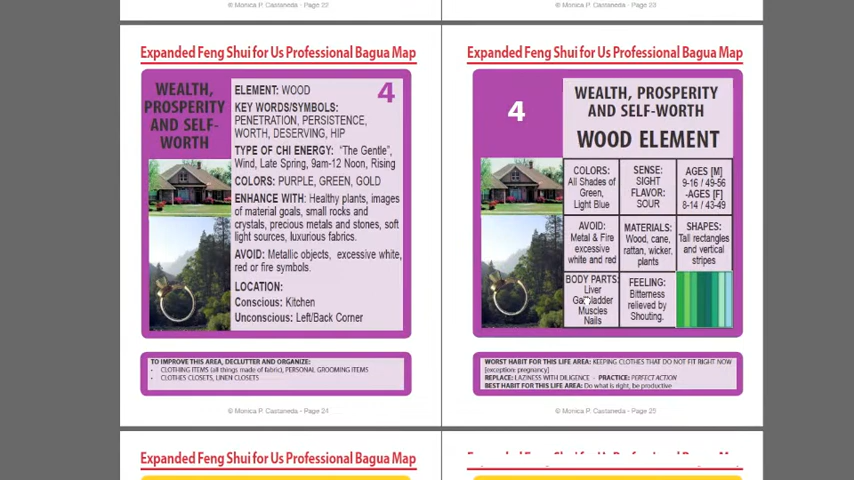 © Monica P. Castaneda - Page 22
© Monica P. Castaneda - Page 23
Expanded Feng Shui for Us Professional Bagua Map
WEALTH,
PROSPERITY
AND SELF-
WORTH
4
ELEMENT: WOOD
KEY WORDS/SYMBOLS:
PENETRATION, PERSISTENCE,
WORTH, DESERVING, HIP
TYPE OF CHI ENERGY: "The Gentle",
Wind, Late Spring, 9am-12 Noon, Rising
COLORS: PURPLE, GREEN, GOLD
ENHANCE WITH: Healthy plants, images
of material goals, small rocks and
crystals, precious metals and stones, soft
light sources, luxurious fabrics.
AVOID: Metallic objects, excessive white,
red or fire symbols.
LOCATION:
Conscious: Kitchen
Unconscious: Left/Back Corner
TO IMPROVE THIS AREA, DECLUTTER AND ORGANIZE:
• CLOTHING ITEMS (all things made of fabric), PERSONAL GROOMING ITEMS
• CLOTHES CLOSETS, LINEN CLOSETS
© Monica P. Castaneda - Page 24
Expanded Feng Shui for Us Professional Bagua Map
4
WEALTH, PROSPERITY
AND SELF-WORTH
WOOD ELEMENT
COLORS:
All Shades of
Green,
Light Blue
SENSE:
SIGHT
FLAVOR:
SOUR
AGES [M]
9-16 / 49-56
-AGES [F]
8-14 / 43-49
AVOID:
Metal & Fire
excessive
white and red
MATERIALS:
Wood, cane,
rattan, wicker,
plants
SHAPES:
Tall rectangles
and vertical
stripes
BODY PARTS:
Liver
Gallbladder
Muscles
Nails
FEELING:
Bitterness
relieved by
Shouting.
WORST HABIT FOR THIS LIFE AREA: KEEPING CLOTHES THAT DO NOT FIT RIGHT NOW
[exception: pregnancy]
REPLACE: LAZINESS WITH DILIGENCE - PRACTICE: PERFECT ACTION
BEST HABIT FOR THIS LIFE AREA: Do what is right, be productive
© Monica P. Castaneda - Page 25
Expanded Feng Shui for Us Professional Bagua Map
Expanded Feng Shui for Us Professional Bagua Map